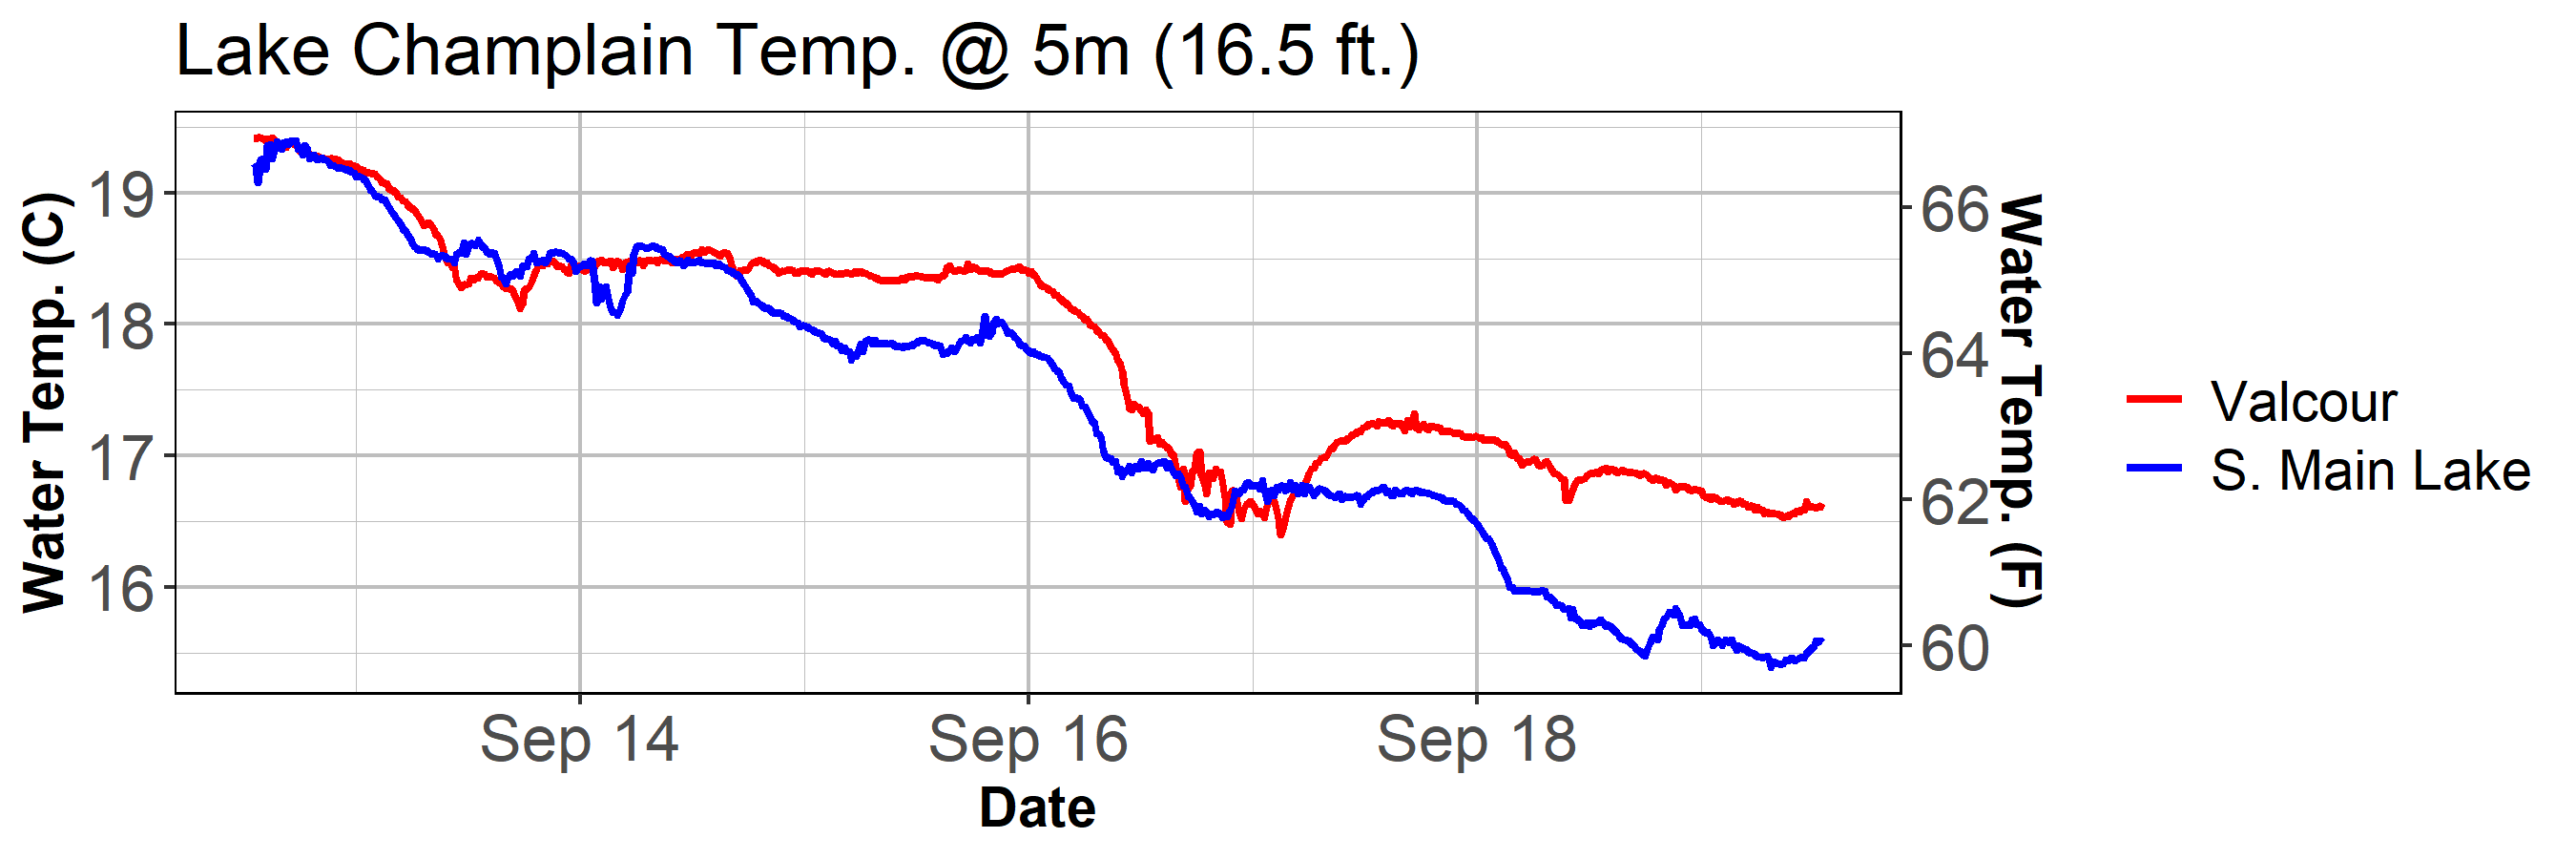 Lake Champlain Temp. @ 5m (16.5 ft.)
Water Temp. (C)
19
18
17
16
66
64
62
60
Water Temp. (F)
Sep 14
Sep 16
Sep 18
Date
Valcour
S. Main Lake